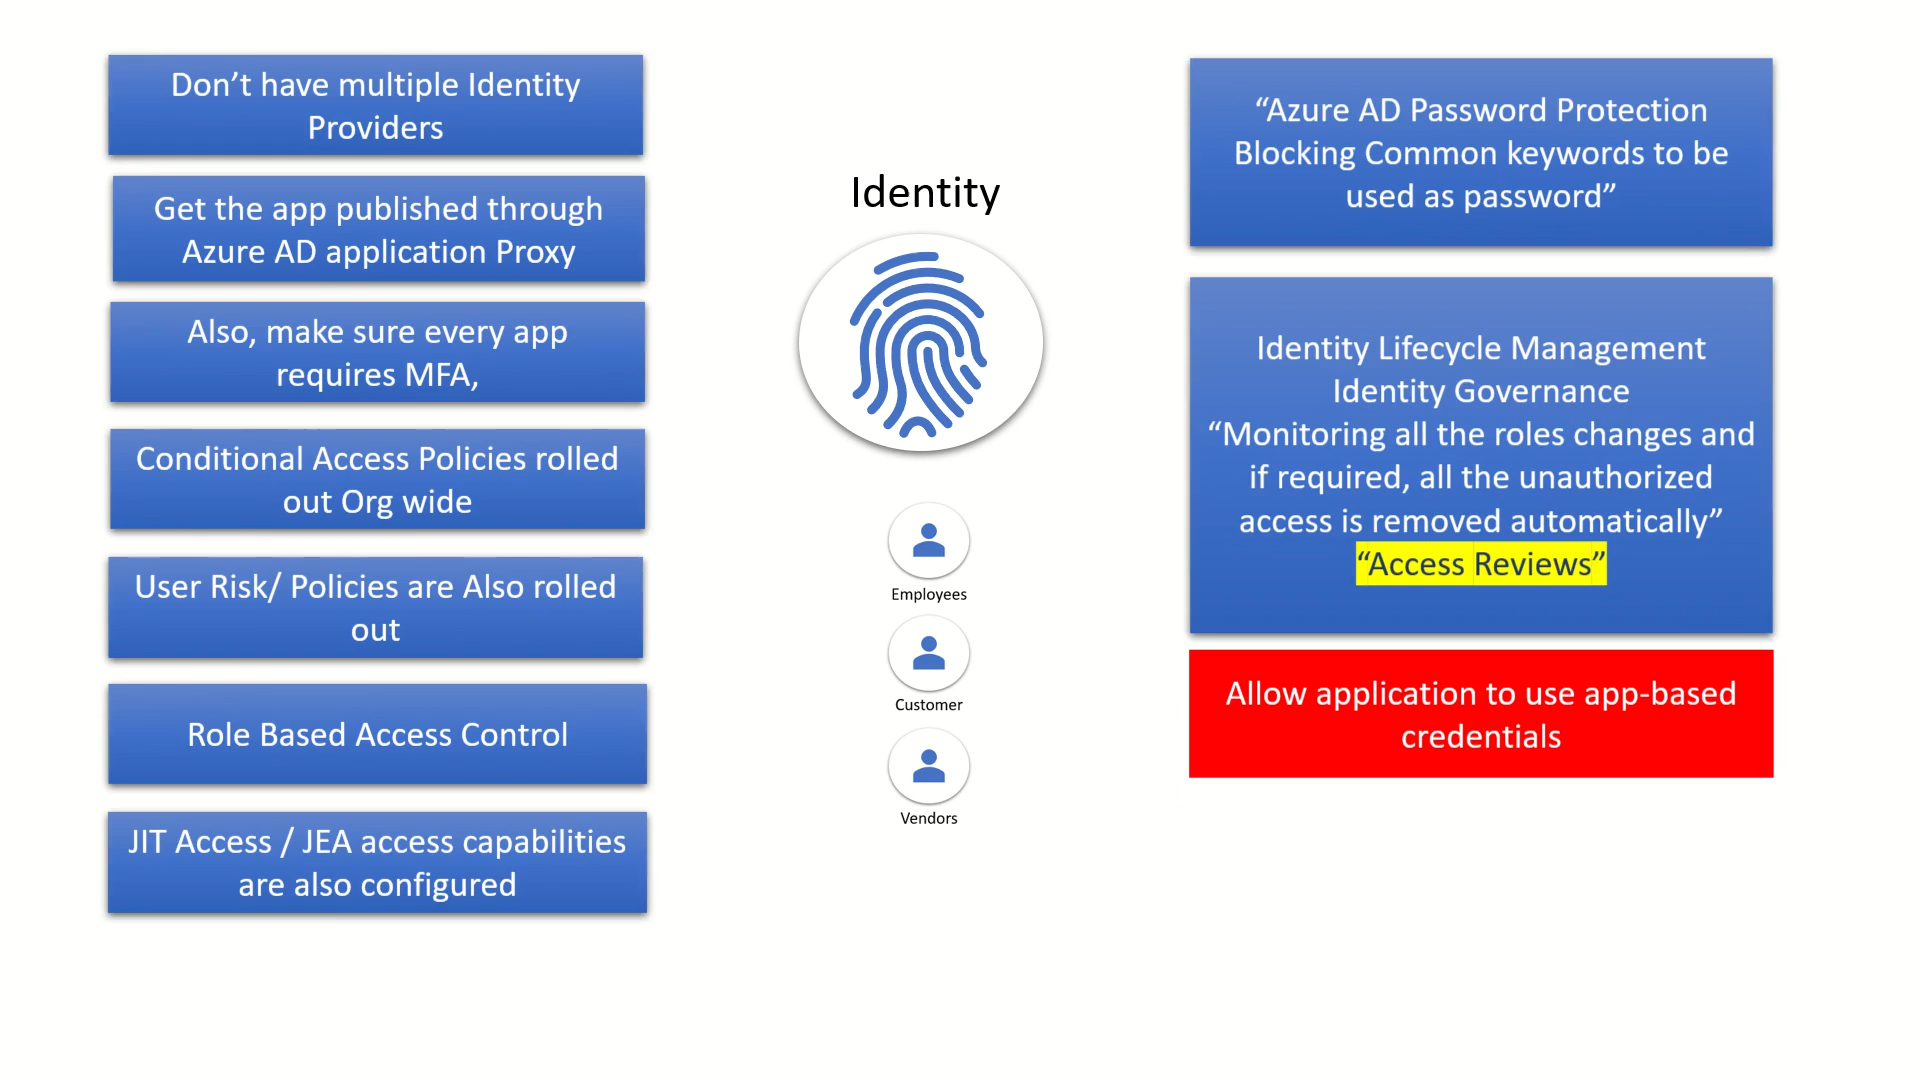 Don’t have multiple Identity
Providers
Get the app published through
Azure AD application Proxy
Also, make sure every app
requires MFA,
Conditional Access Policies rolled
out Org wide
User Risk/ Policies are Also rolled
out
Role Based Access Control
JIT Access / JEA access capabilities
are also configured
Identity
Employees
Customer
Vendors
“Azure AD Password Protection
Blocking Common keywords to be
used as password”
Identity Lifecycle Management
Identity Governance
“Monitoring all the roles changes and
if required, all the unauthorized
access is removed automatically”
“Access Reviews”
Allow application to use app-based
credentials